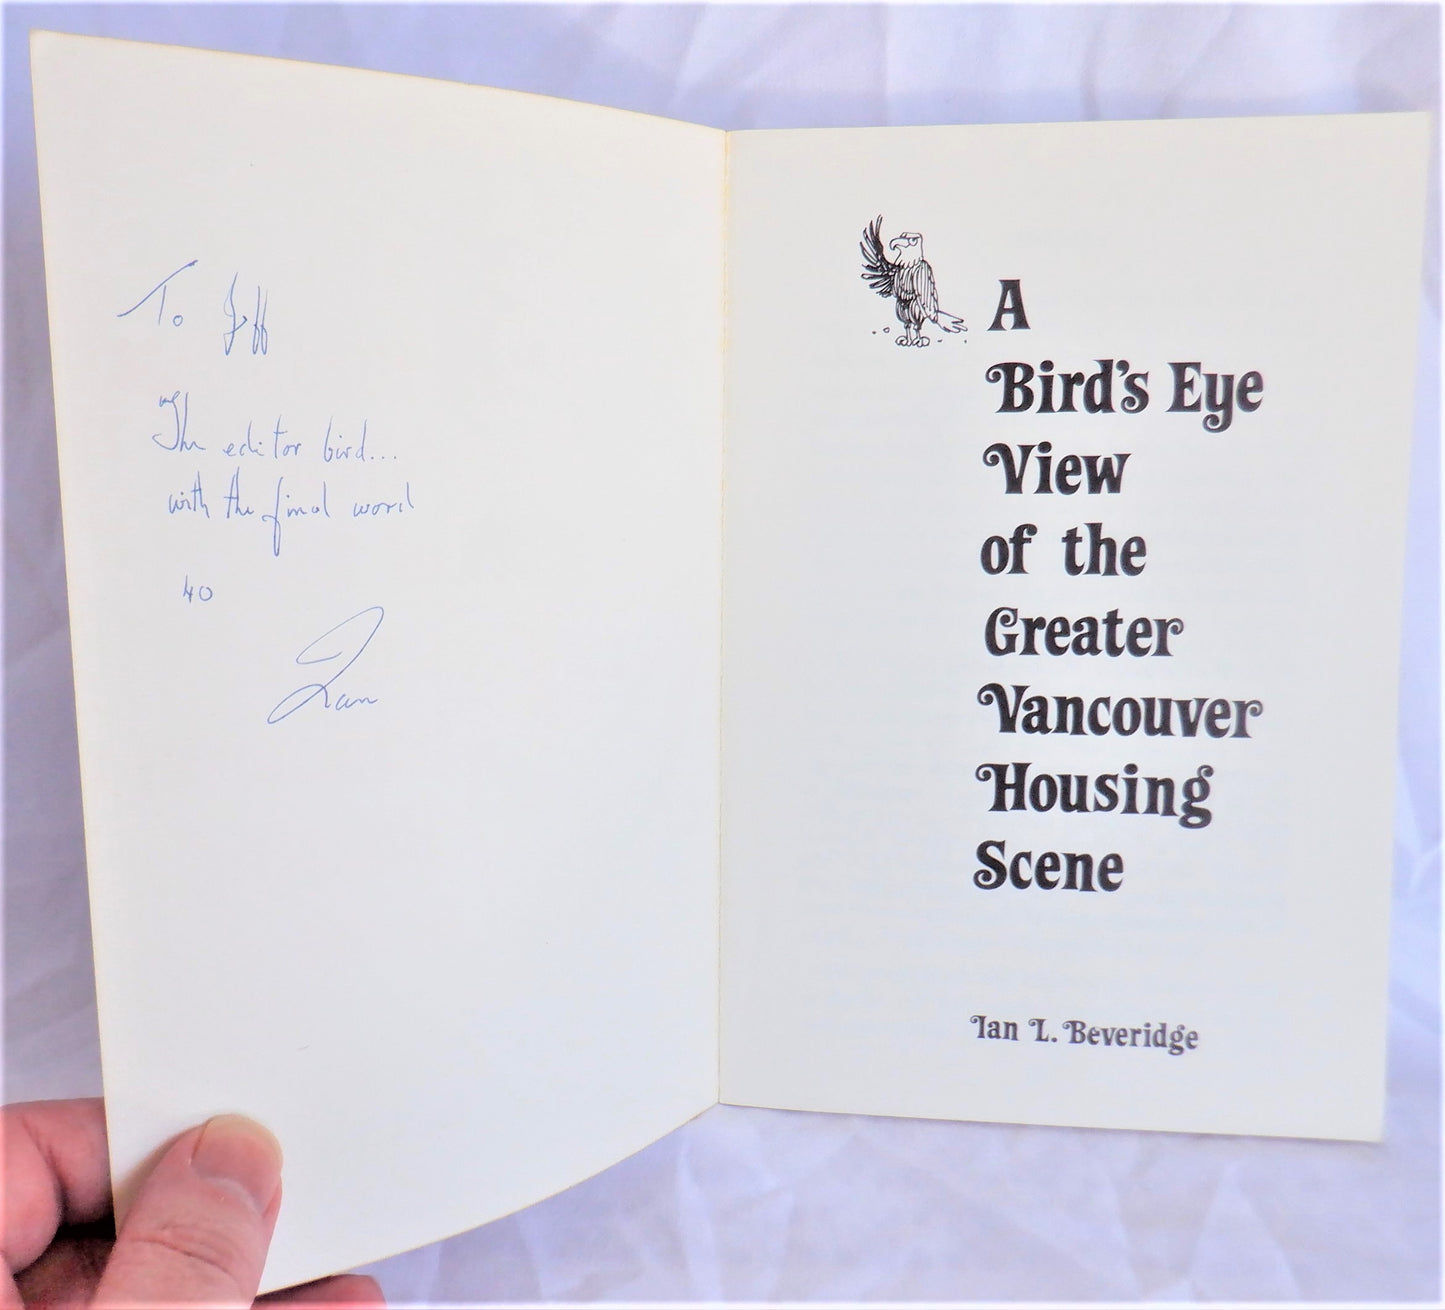 To Jeff
The editor bird...
with the final word
40
Ian
A
Bird's Eye
View
of the
Greater
Vancouver
Housing
Scene
Ian L. Beveridge